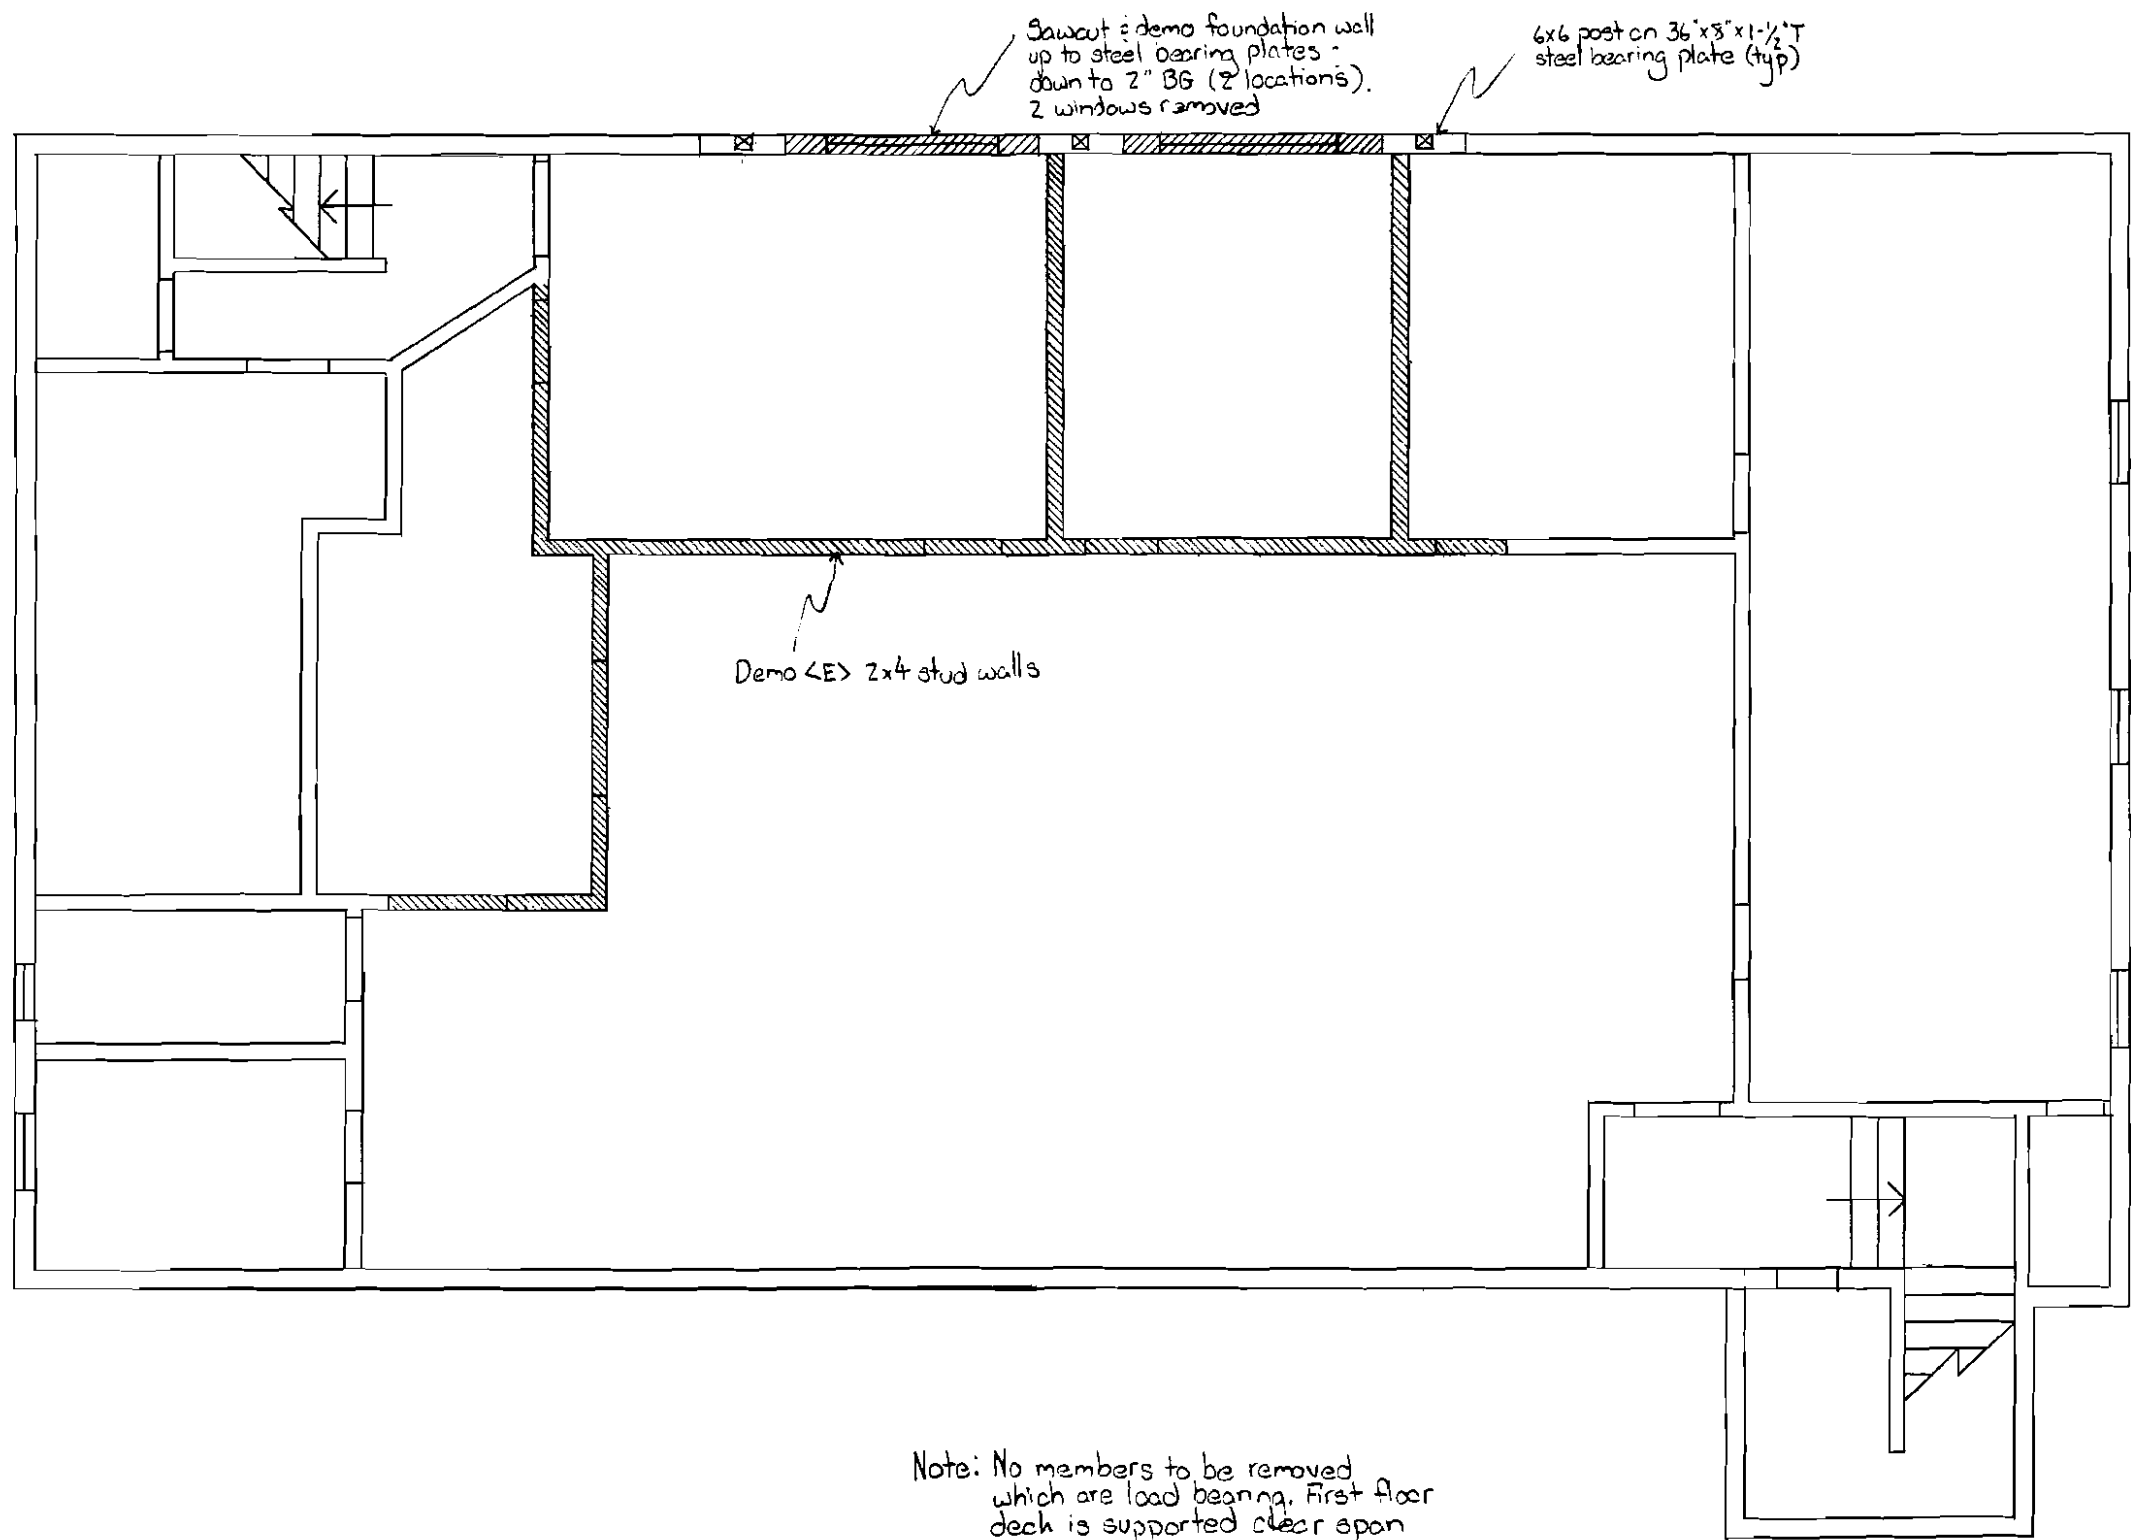 Sawcut & demo foundation wall
up to steel bearing plates -
down to 2" BG (2 locations).
2 windows removed
6x6 post on 36"x8"x1-1/2"T
steel bearing plate (typ)
Demo <E> 2x4 stud walls
Note: No members to be removed
which are load bearing. First floor
deck is supported clear span